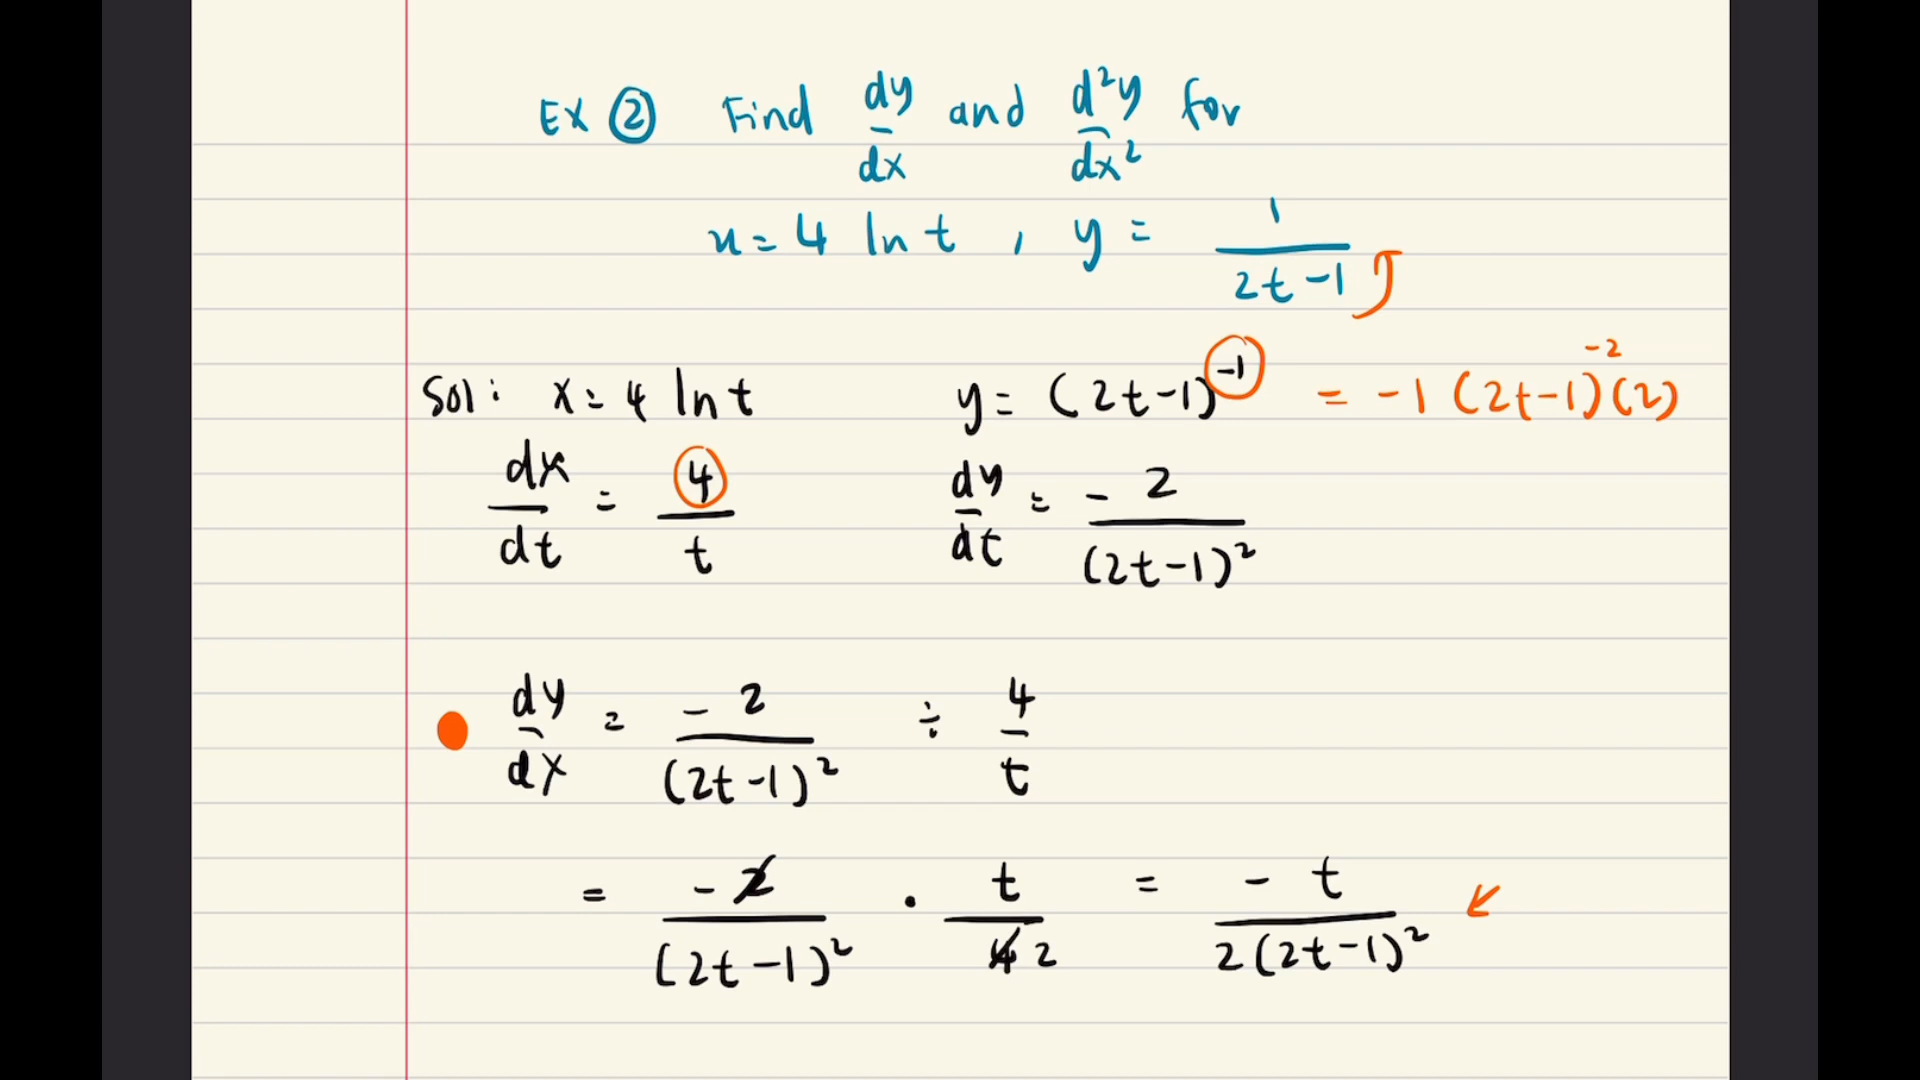 Ex ② Find dy/dx and d²y/dx² for
x = 4 ln t , y = 1/(2t-1)
Sol: x = 4 ln t y = (2t-1)^-1 = -1 (2t-1)^-2 (2)
dx/dt = 4/t dy/dt = -2/(2t-1)²
dy/dx = -2/(2t-1)² ÷ 4/t
= -2/(2t-1)² · t/4 2 = -t/2(2t-1)²